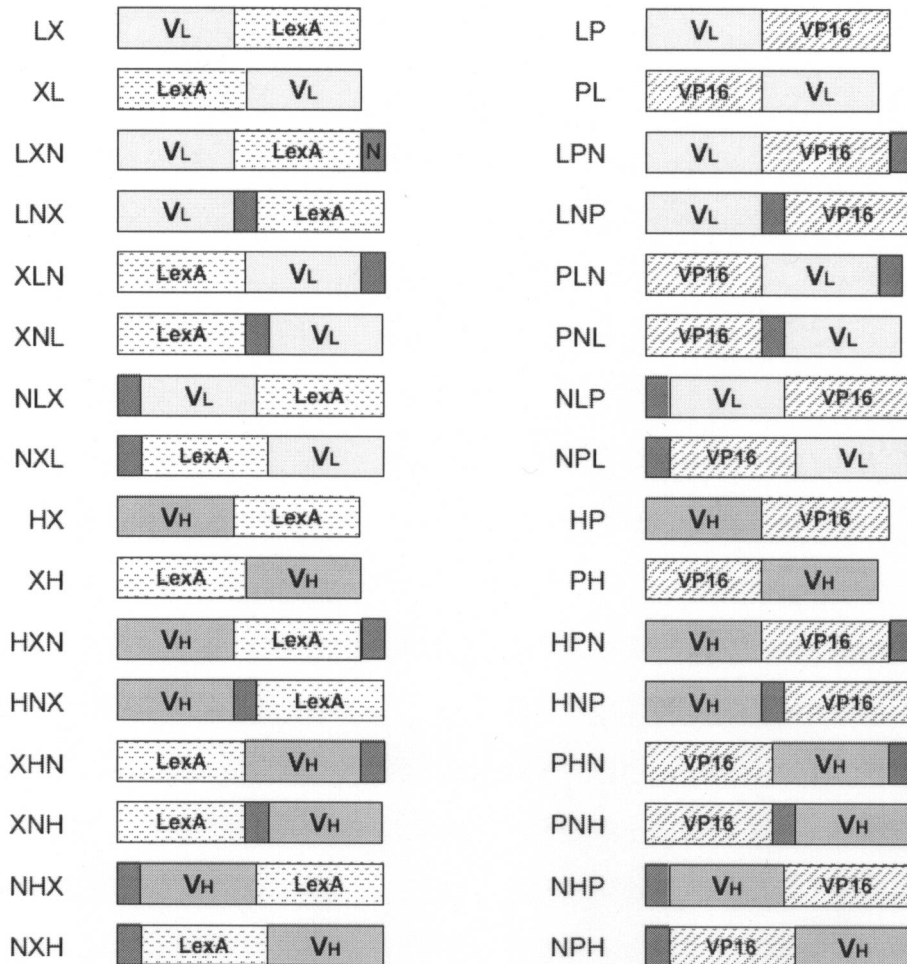 LX VL LexA LP VL VP16
XL LexA VL PL VP16 VL
LXN VL LexA N LPN VL VP16
LNX VL LexA LNP VL VP16
XLN LexA VL PLN VP16 VL
XNL LexA VL PNL VP16 VL
NLX VL LexA NLP VL VP16
NXL LexA VL NPL VP16 VL
HX VH LexA HP VH VP16
XH LexA VH PH VP16 VH
HXN VH LexA HPN VH VP16
HNX VH LexA HNP VH VP16
XHN LexA VH PHN VP16 VH
XNH LexA VH PNH VP16 VH
NHX VH LexA NHP VH VP16
NXH LexA VH NPH VP16 VH